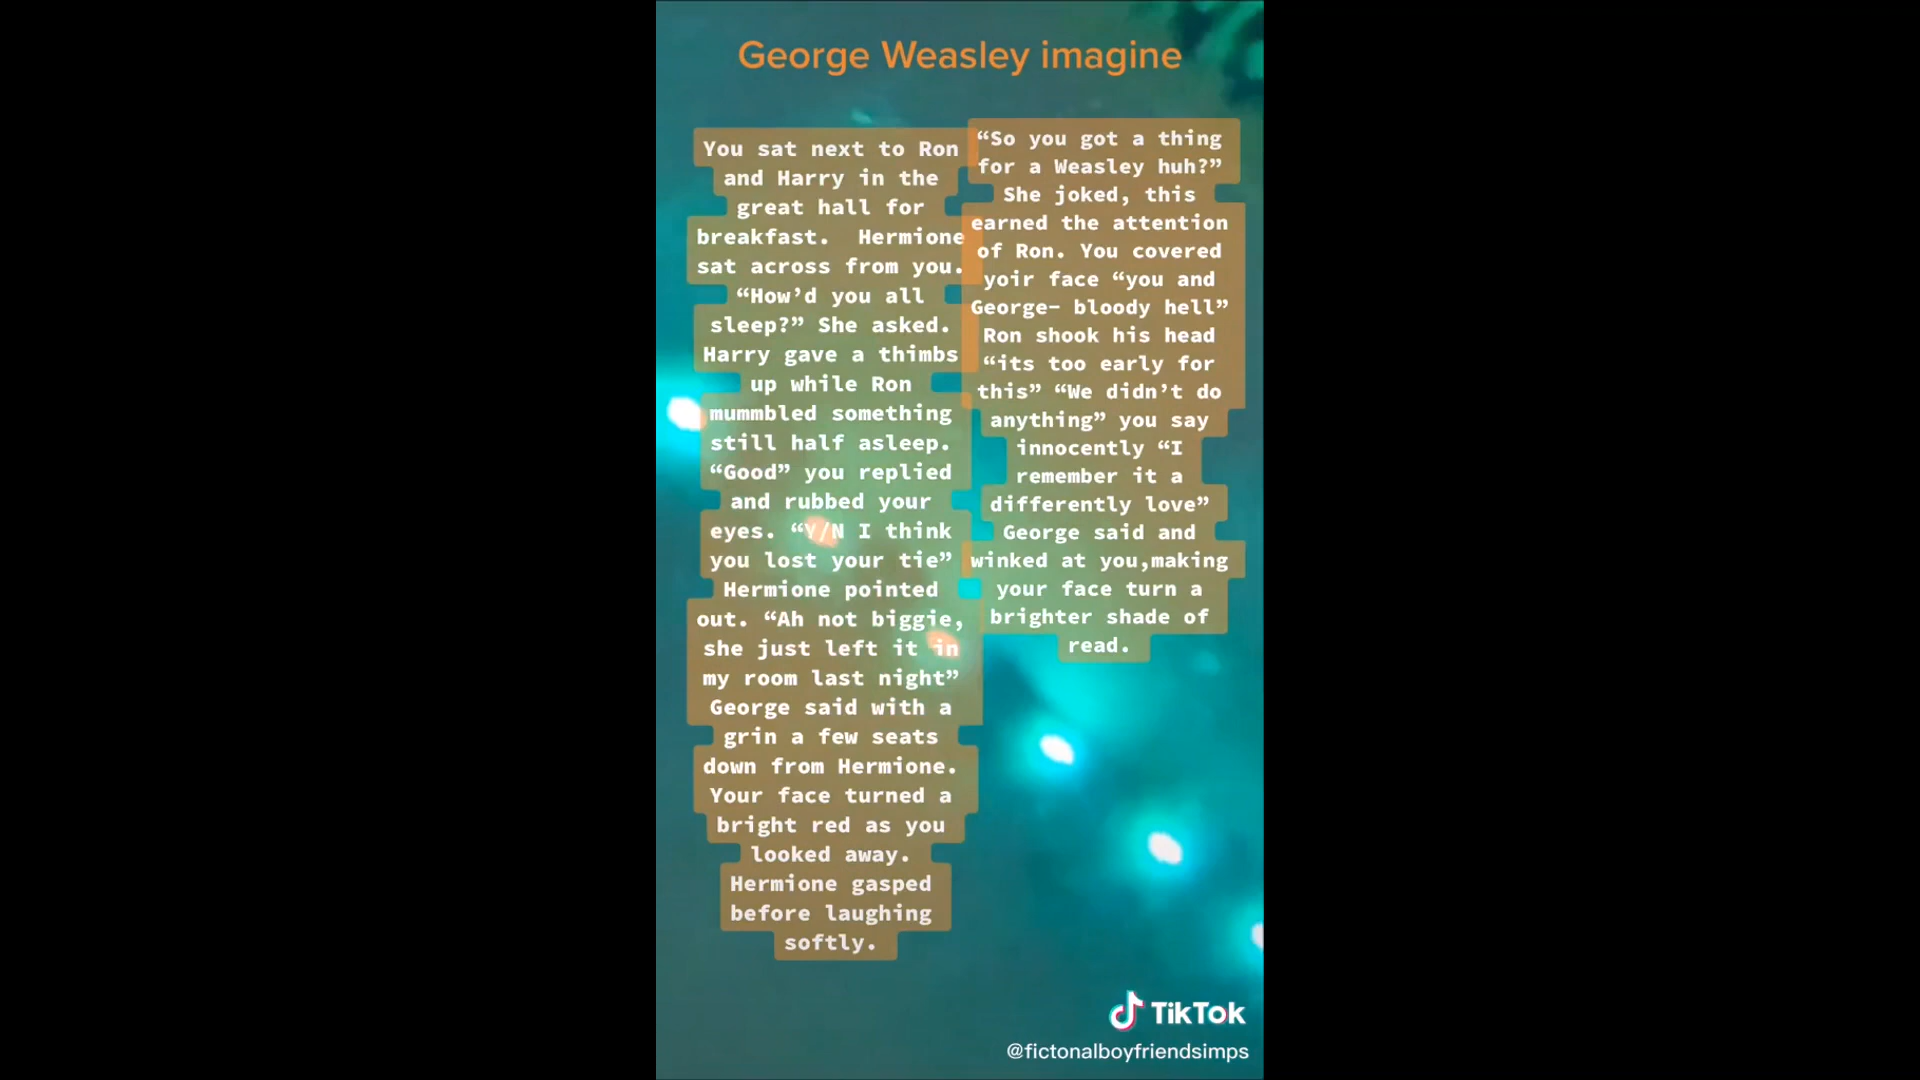 George Weasley imagine
You sat next to Ron
and Harry in the
great hall for
breakfast.  Hermione
sat across from you.
“How’d you all
sleep?” She asked.
Harry gave a thimbs
up while Ron
mummbled something
still half asleep.
“Good” you replied
and rubbed your
eyes. “Y/N I think
you lost your tie”
Hermione pointed
out. “Ah not biggie,
she just left it in
my room last night”
George said with a
grin a few seats
down from Hermione.
Your face turned a
bright red as you
looked away.
Hermione gasped
before laughing
softly.
“So you got a thing
for a Weasley huh?”
She joked, this
earned the attention
of Ron. You covered
yoir face “you and
George- bloody hell”
Ron shook his head
“its too early for
this” “We didn’t do
anything” you say
innocently “I
remember it a
differently love”
George said and
winked at you,making
your face turn a
brighter shade of
read.
TikTok
@fictonalboyfriendsimps